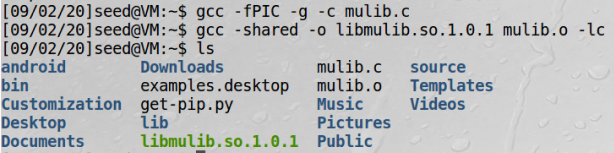 [09/02/20]seed@VM:~$ gcc -fPIC -g -c mulib.c
[09/02/20]seed@VM:~$ gcc -shared -o libmulib.so.1.0.1 mulib.o -lc
[09/02/20]seed@VM:~$ ls
android Downloads mulib.c source
bin examples.desktop mulib.o Templates
Customization get-pip.py Music Videos
Desktop lib Pictures
Documents libmulib.so.1.0.1 Public